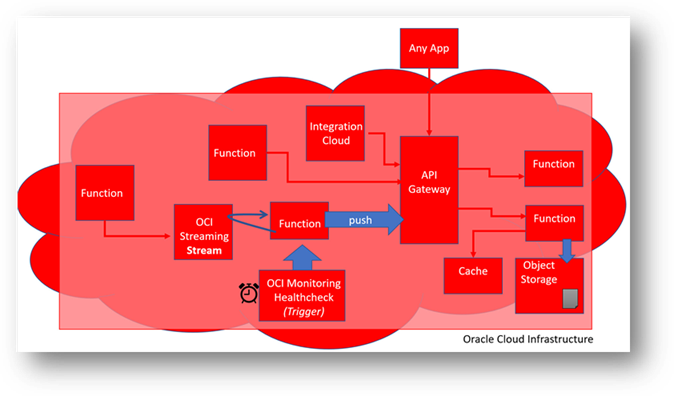 Any App
Integration
Cloud
Function
API
Gateway
Function
Function
OCI
Streaming
Stream
Function
push
Function
OCI Monitoring
Healthcheck
(Trigger)
Cache
Object
Storage
Oracle Cloud Infrastructure